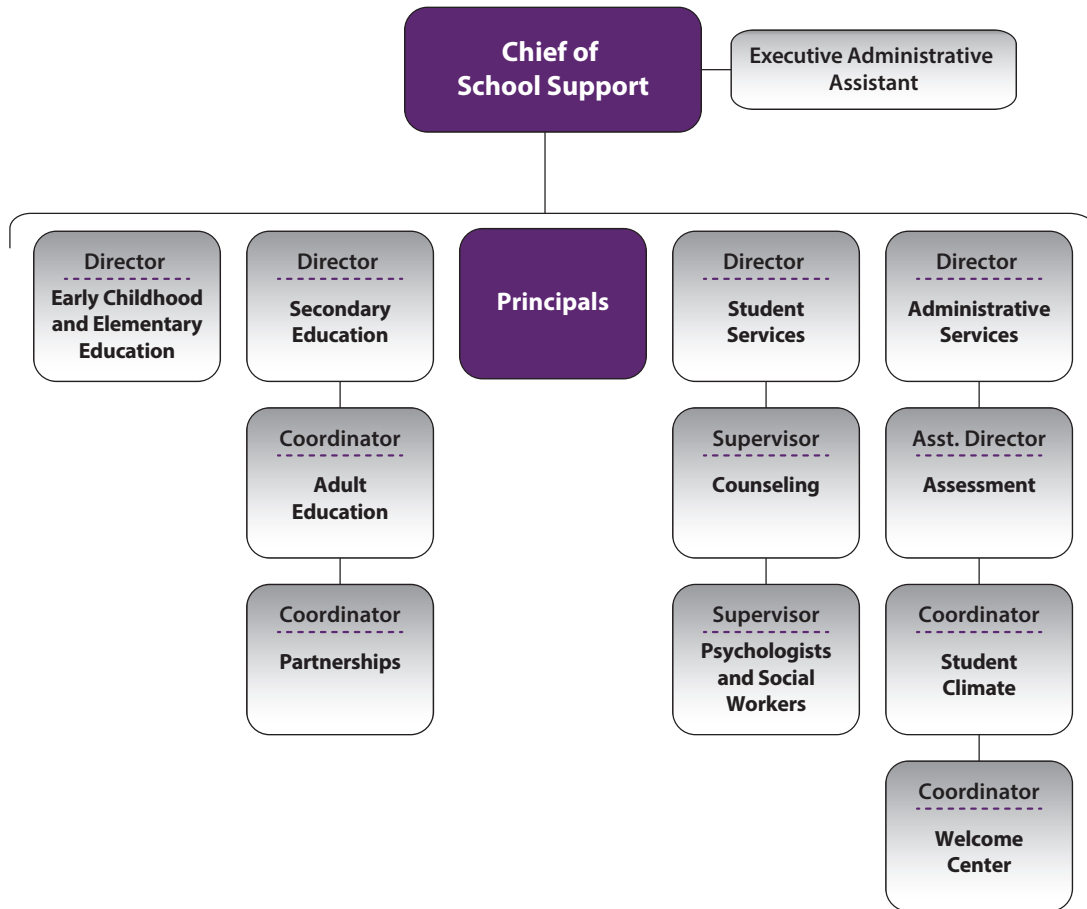 Chief of
School Support
Executive Administrative
Assistant
Director
Early Childhood
and Elementary
Education
Director
Secondary
Education
Principals
Director
Student
Services
Director
Administrative
Services
Coordinator
Adult
Education
Supervisor
Counseling
Asst. Director
Assessment
Coordinator
Partnerships
Supervisor
Psychologists
and Social
Workers
Coordinator
Student
Climate
Coordinator
Welcome
Center